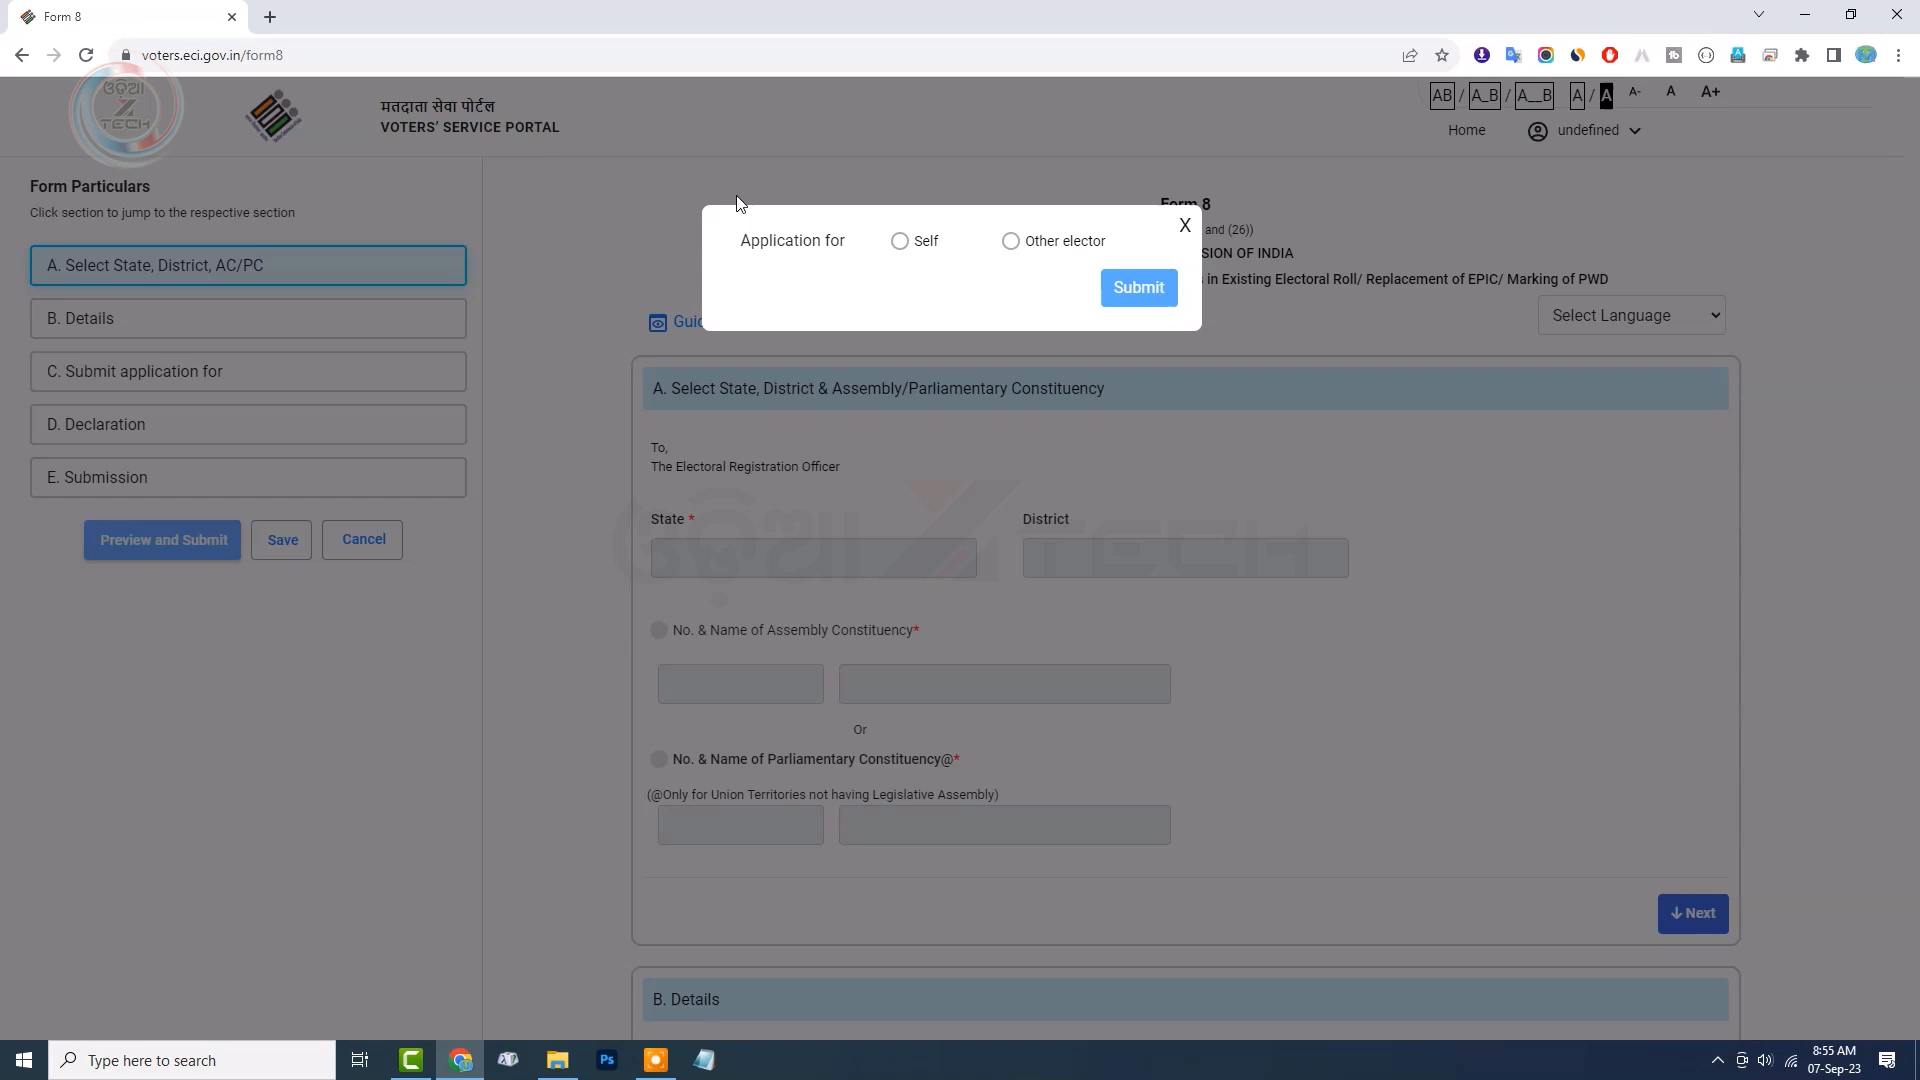 Form 8
voters.eci.gov.in/form8
ଓଡ଼ିଆ
Z
TECH
मतदाता सेवा पोर्टल
VOTERS' SERVICE PORTAL
AB / A_B / A__B A / A A- A A+
Home undefined
Form Particulars
Click section to jump to the respective section
A. Select State, District, AC/PC
B. Details
C. Submit application for
D. Declaration
E. Submission
Preview and Submit Save Cancel
Form 8
and (26))
SION OF INDIA
in Existing Electoral Roll/ Replacement of EPIC/ Marking of PWD
Application for Self Other elector
X
Submit
Select Language
A. Select State, District & Assembly/Parliamentary Constituency
To,
The Electoral Registration Officer
State * District
ଓଡ଼ିଆ Z TECH
No. & Name of Assembly Constituency*
Or
No. & Name of Parliamentary Constituency@*
(@Only for Union Territories not having Legislative Assembly)
Next
B. Details
Type here to search
Ps
8:55 AM
07-Sep-23